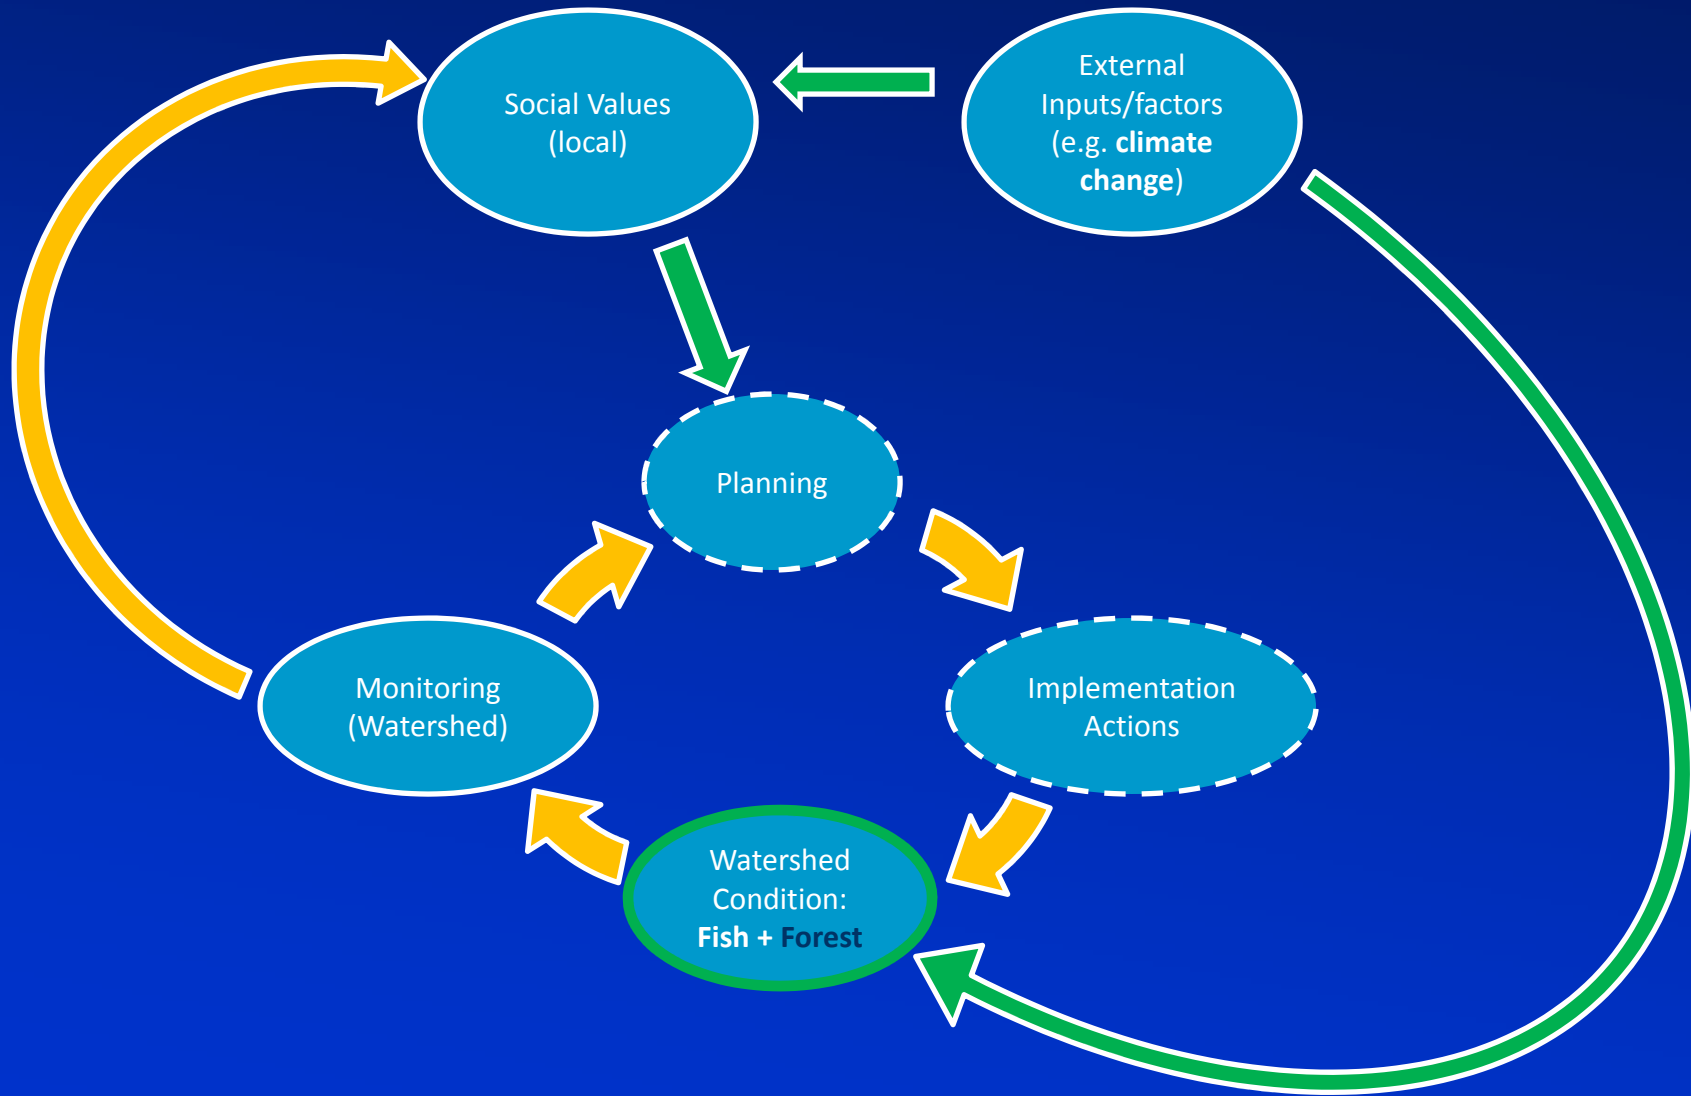 Social Values
(local)
External
Inputs/factors
(e.g. climate
change)
Planning
Monitoring
(Watershed)
Implementation
Actions
Watershed
Condition:
Fish + Forest